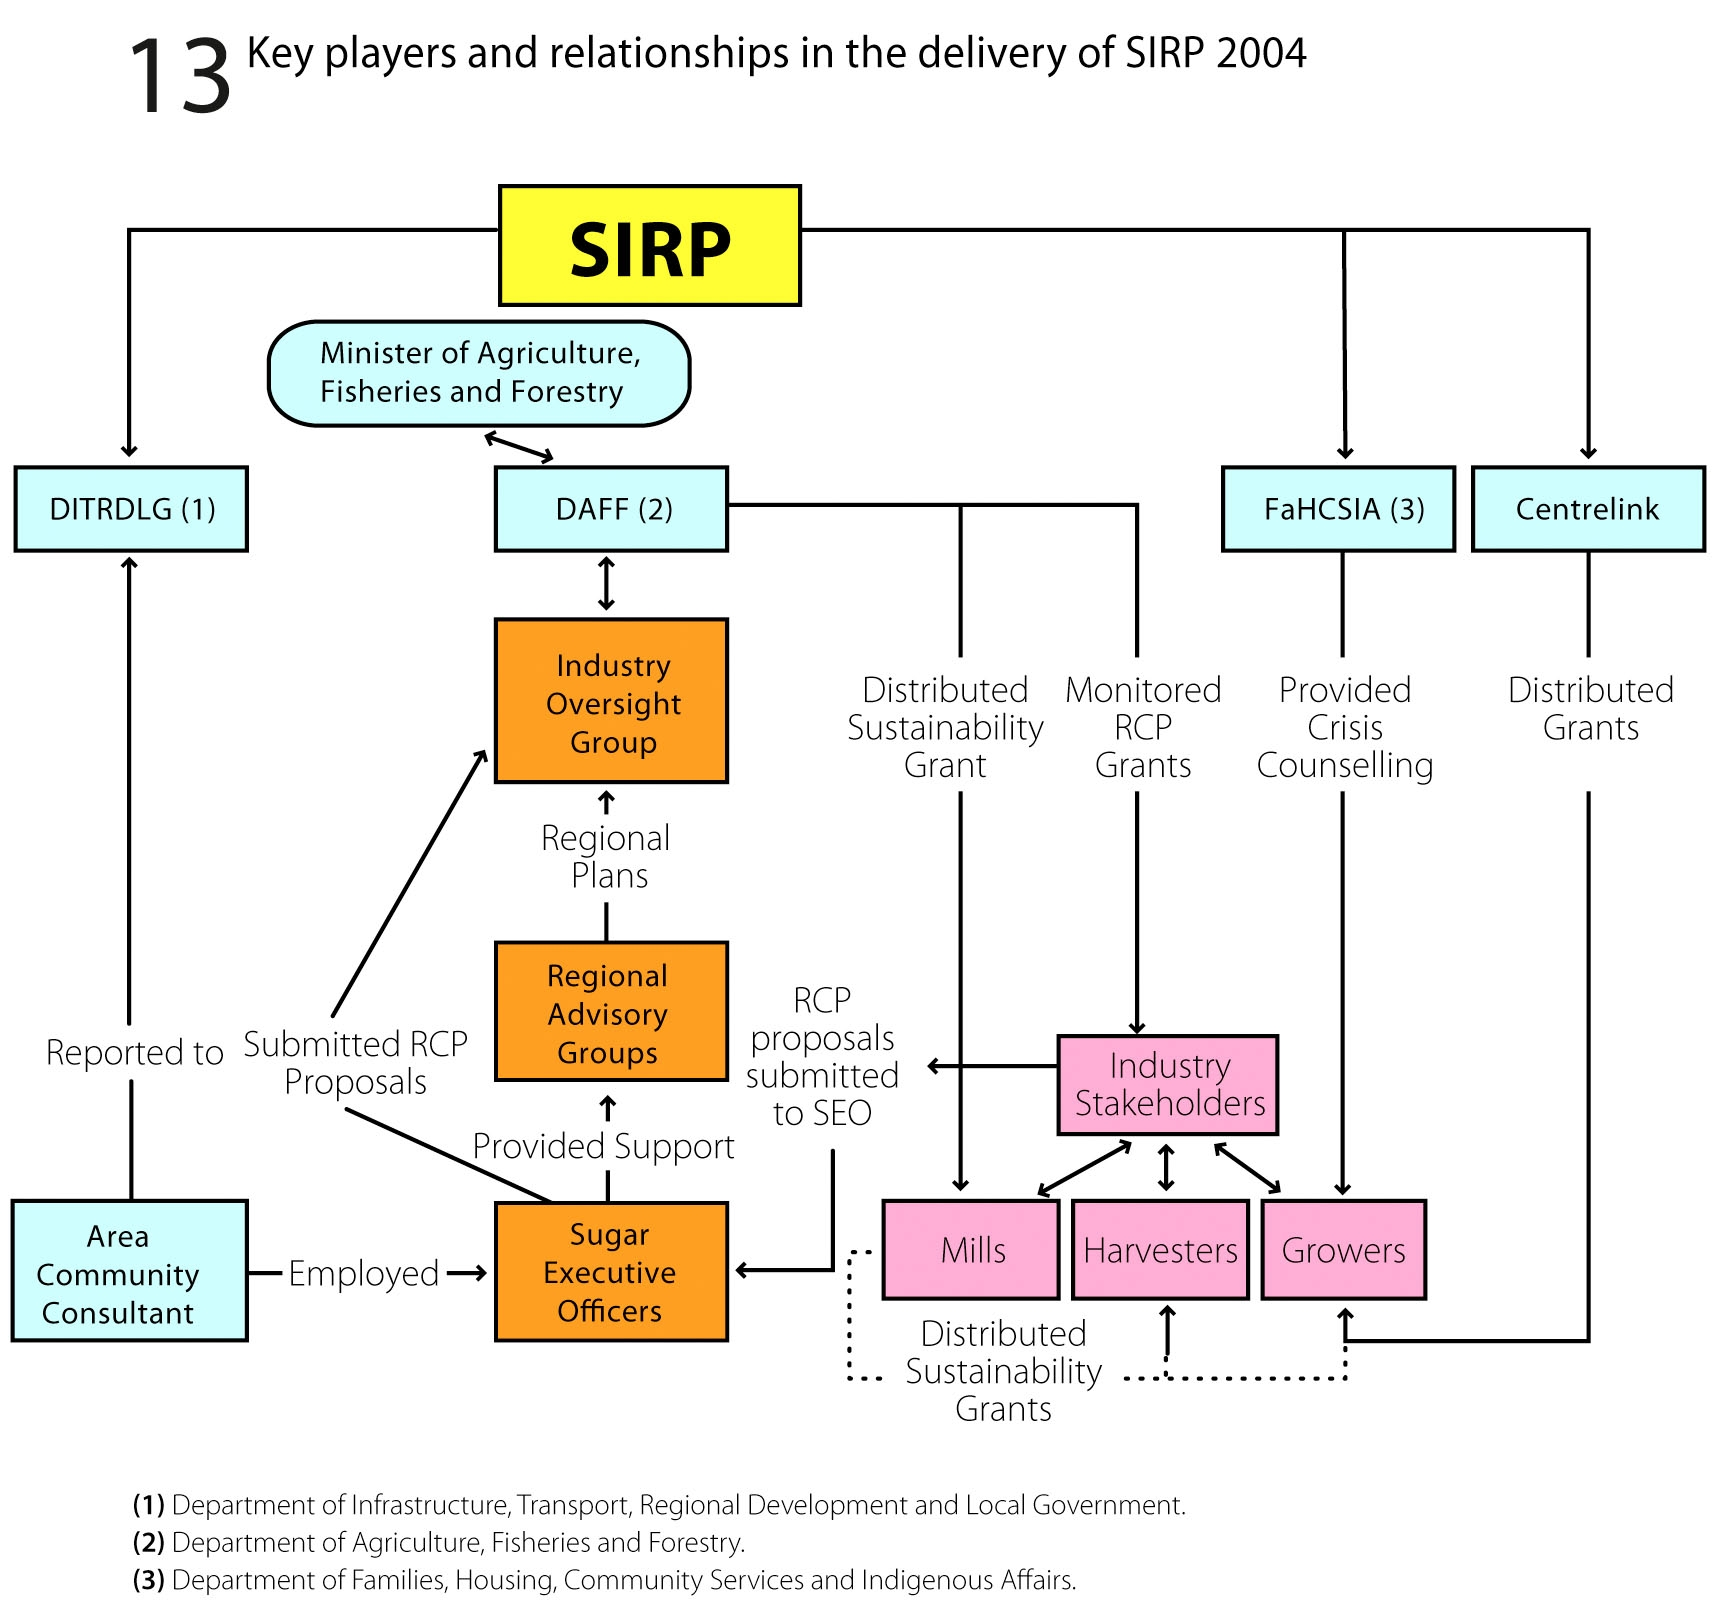 13 Key players and relationships in the delivery of SIRP 2004
SIRP
Minister of Agriculture,
Fisheries and Forestry
DITRDLG (1)
DAFF (2)
FaHCSIA (3)
Centrelink
Industry
Oversight
Group
Distributed
Sustainability
Grant
Monitored
RCP
Grants
Provided
Crisis
Counselling
Distributed
Grants
Regional
Plans
Regional
Advisory
Groups
RCP
proposals
submitted
to SEO
Reported to
Submitted RCP
Proposals
Industry
Stakeholders
Provided Support
Area
Community
Consultant
Employed
Sugar
Executive
Officers
Mills
Harvesters
Growers
Distributed
Sustainability
Grants
(1) Department of Infrastructure, Transport, Regional Development and Local Government.
(2) Department of Agriculture, Fisheries and Forestry.
(3) Department of Families, Housing, Community Services and Indigenous Affairs.